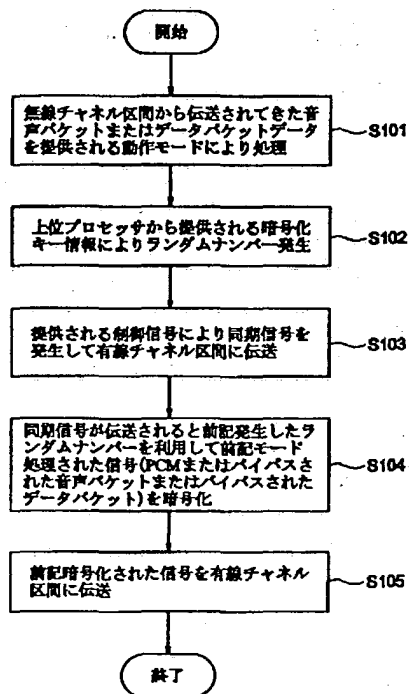 開始
無線チャネル区間から伝送されてきた音
声パケットまたはデータパケットデータ
を提供される動作モードにより処理
S101
上位プロセッサから提供される暗号化
キー情報によりランダムナンバー発生
S102
提供される制御信号により同期信号を
発生して有線チャネル区間に伝送
S103
同期信号が伝送されると前記発生したラ
ンダムナンバーを利用して前記モード
処理された信号(PCMまたはバイパスさ
れた音声パケットまたはバイパスされた
データパケット)を暗号化
S104
前記暗号化された信号を有線チャネル
区間に伝送
S105
終了